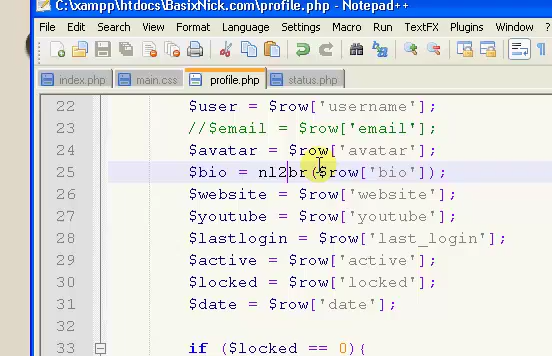 C:\xampp\htdocs\BasixNick.com\profile.php - Notepad++
File Edit Search View Format Language Settings Macro Run TextFX Plugins Window ?
index.php main.css profile.php status.php
22 $user = $row['username'];
23 //$email = $row['email'];
24 $avatar = $row['avatar'];
25 $bio = nl2br($row['bio']);
26 $website = $row['website'];
27 $youtube = $row['youtube'];
28 $lastlogin = $row['last_login'];
29 $active = $row['active'];
30 $locked = $row['locked'];
31 $date = $row['date'];
32
33 if ($locked == 0){